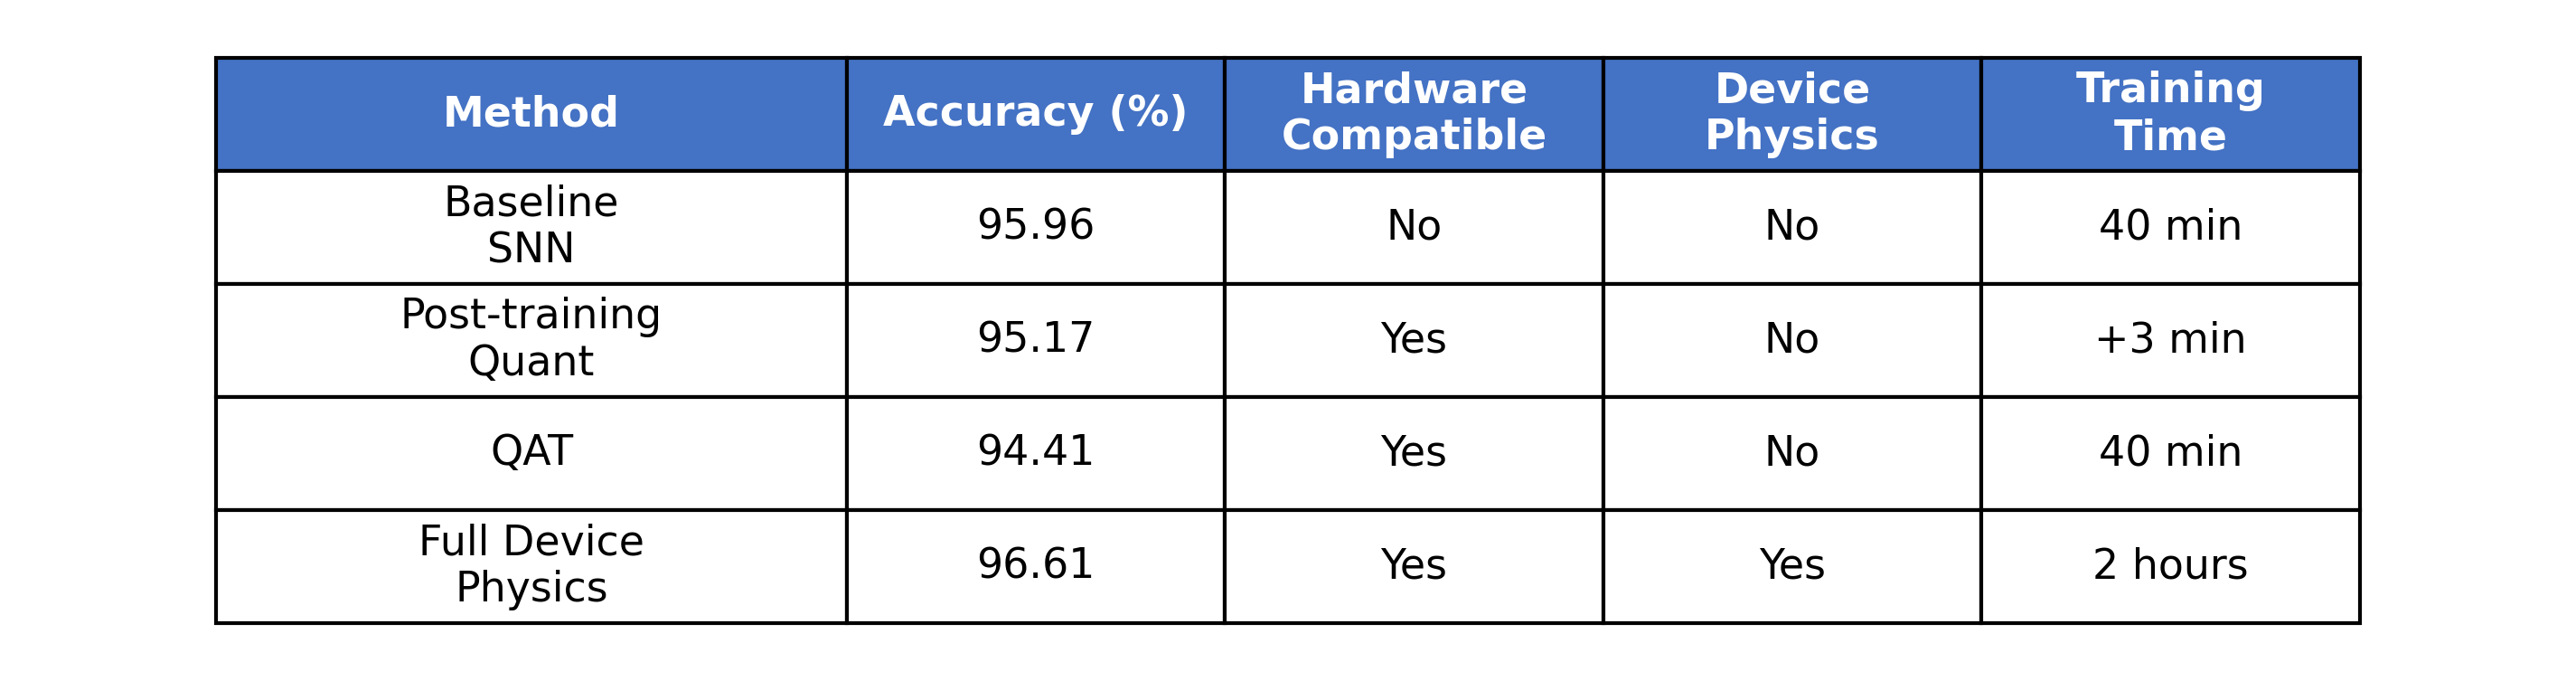 Method
Accuracy (%)
Hardware
Compatible
Device
Physics
Training
Time
Baseline
SNN
95.96
No
No
40 min
Post-training
Quant
95.17
Yes
No
+3 min
QAT
94.41
Yes
No
40 min
Full Device
Physics
96.61
Yes
Yes
2 hours